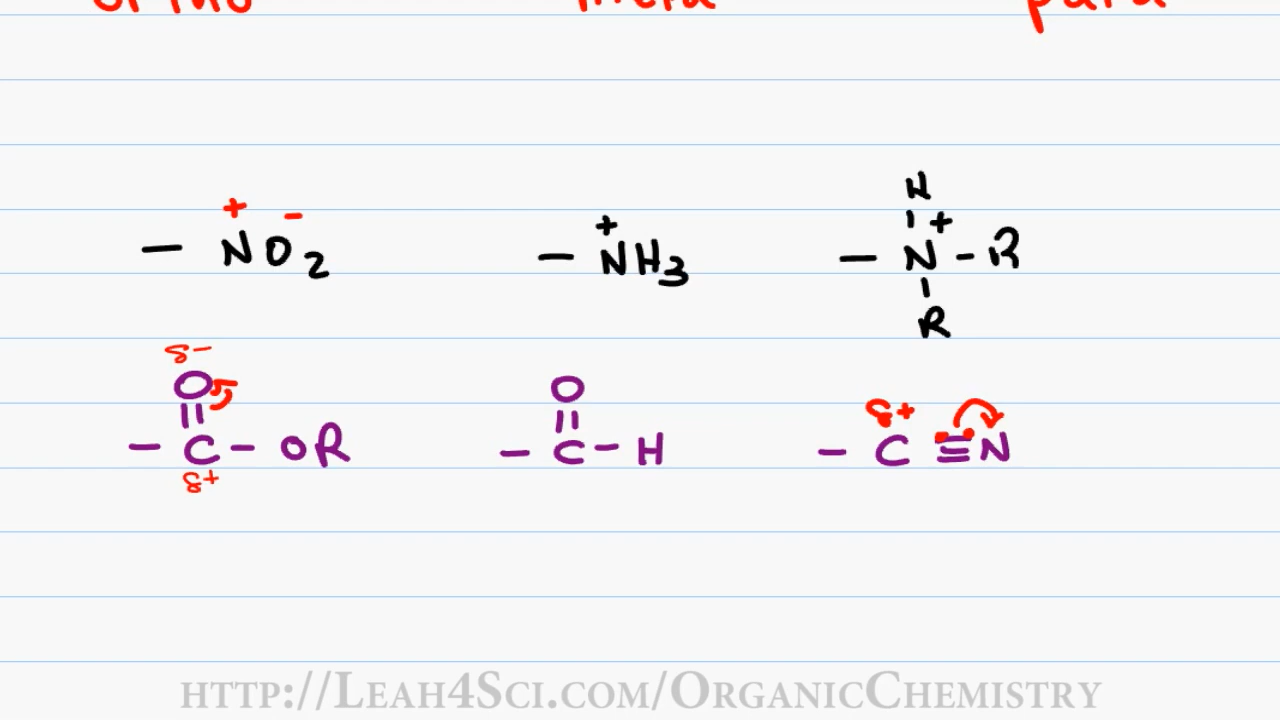 ortho meta para
H
+ - + +
– NO2 – NH3 – N – R
R
δ-
O O δ+
– C – OR – C – H – C≡N
δ+
HTTP://LEAH4SCI.COM/ORGANICCHEMISTRY